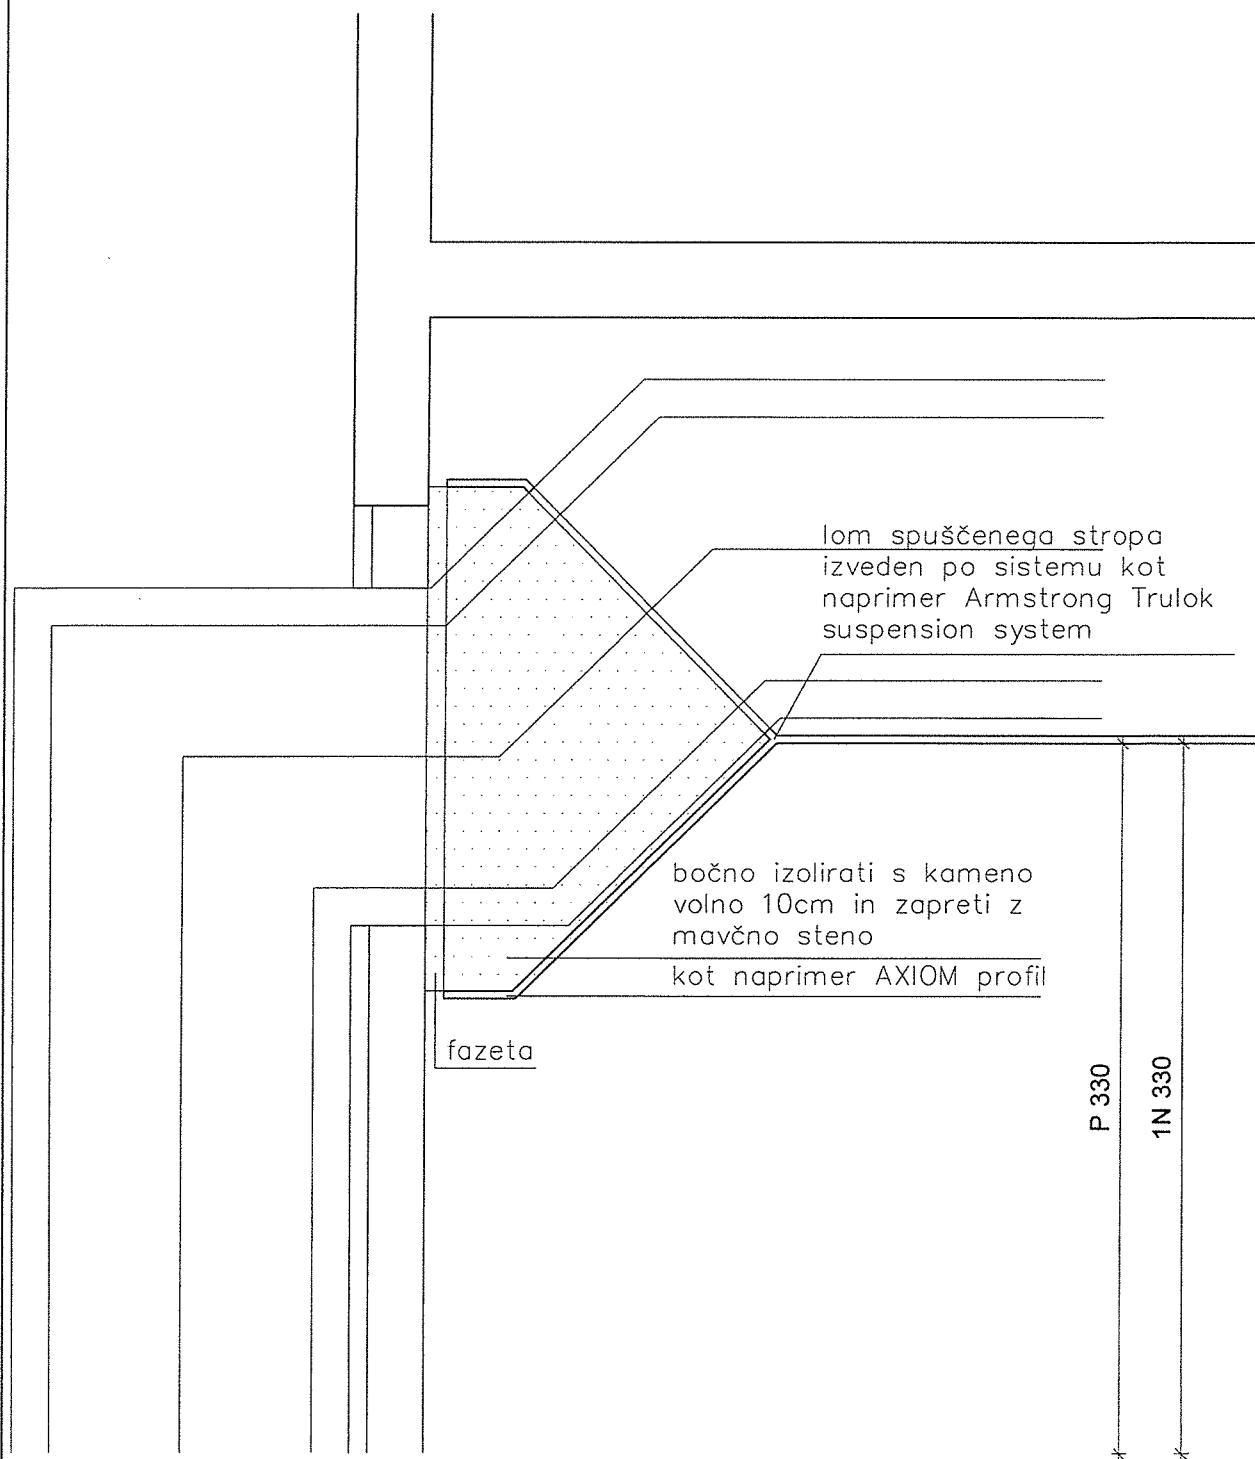 lom spuščenega stropa
izveden po sistemu kot
naprimer Armstrong Trulok
suspension system
bočno izolirati s kameno
volno 10cm in zapreti z
mavčno steno
kot naprimer AXIOM profil
fazeta
P 330
1N 330